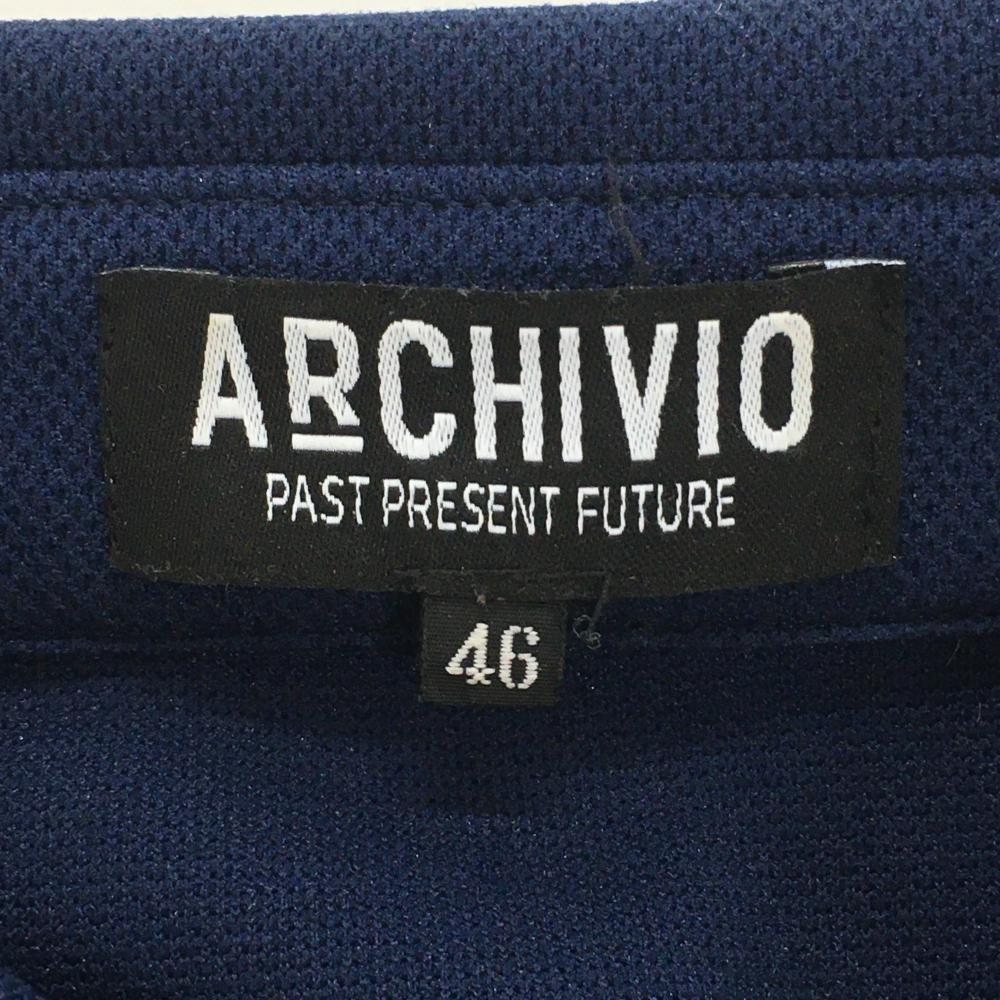 ARCHIVIO
PAST PRESENT FUTURE
46